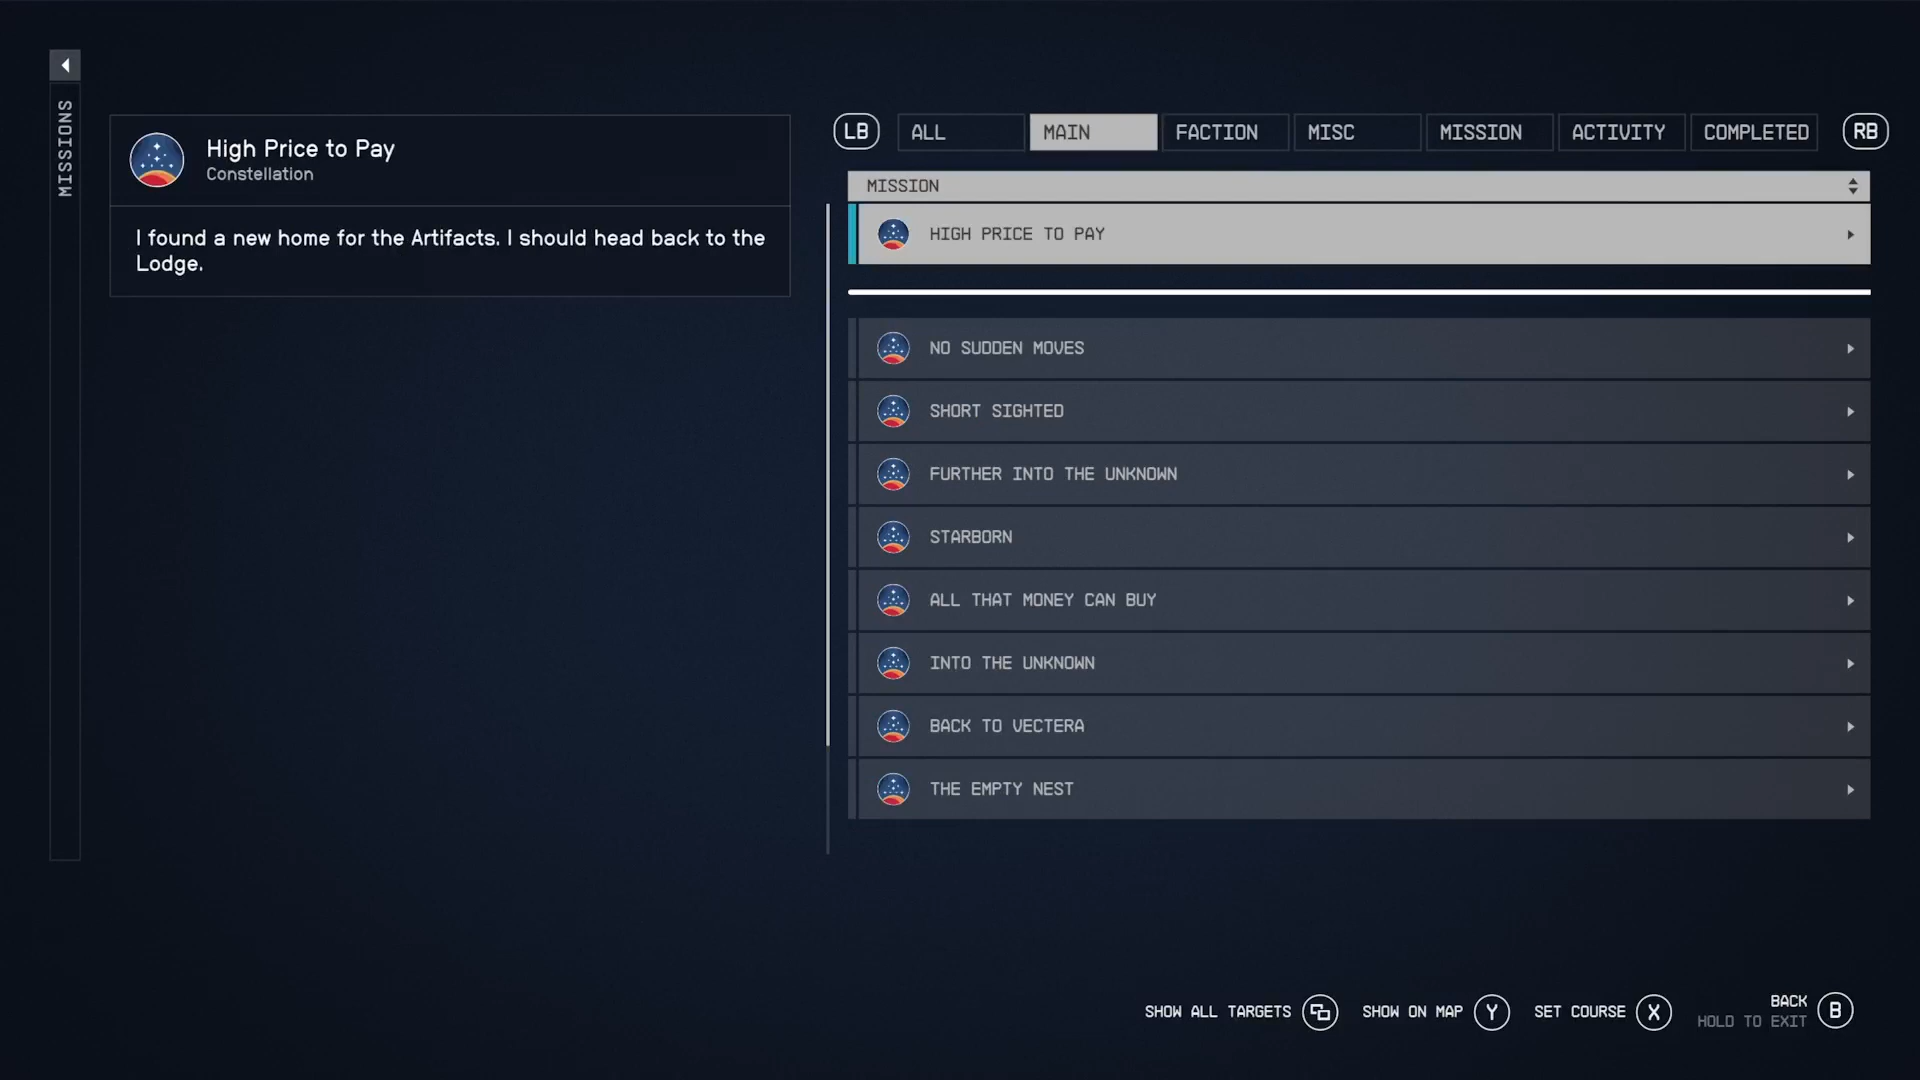 MISSIONS
High Price to Pay
Constellation
I found a new home for the Artifacts. I should head back to the
Lodge.
LB
ALL
MAIN
FACTION
MISC
MISSION
ACTIVITY
COMPLETED
RB
MISSION
HIGH PRICE TO PAY
NO SUDDEN MOVES
SHORT SIGHTED
FURTHER INTO THE UNKNOWN
STARBORN
ALL THAT MONEY CAN BUY
INTO THE UNKNOWN
BACK TO VECTERA
THE EMPTY NEST
SHOW ALL TARGETS
SHOW ON MAP Y
SET COURSE X
BACK B
HOLD TO EXIT